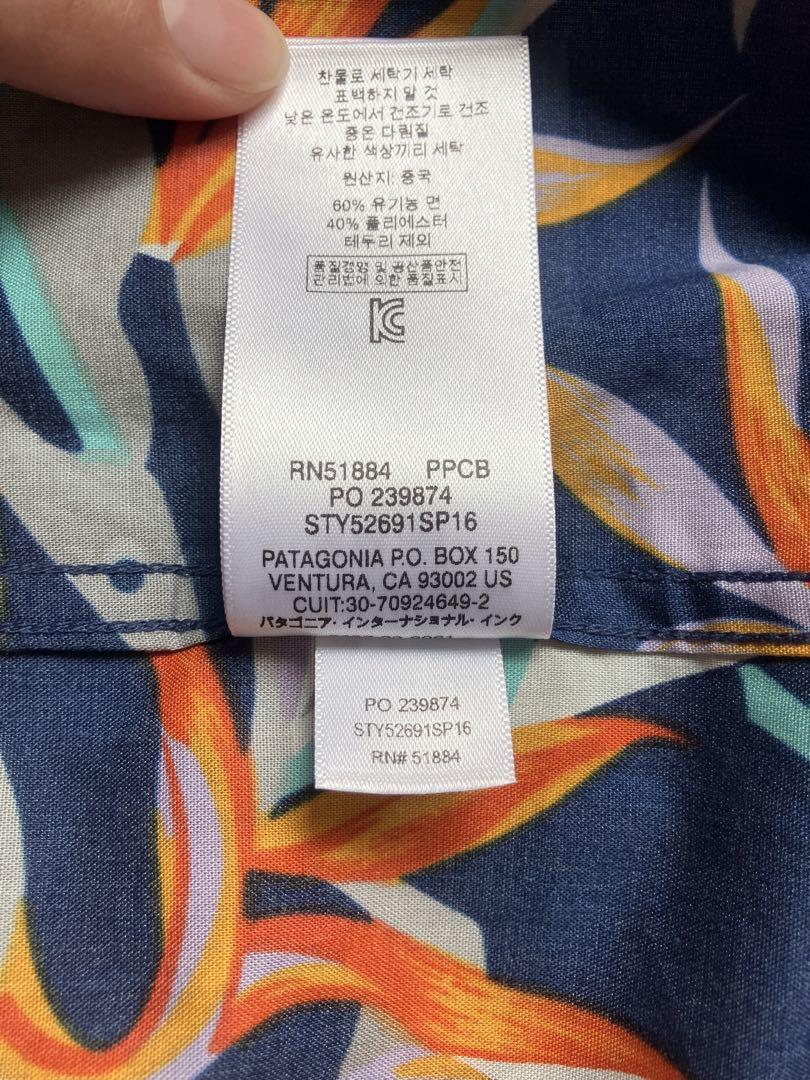 찬물로 세탁기 세탁
표백하지 말 것
낮은 온도에서 건조기로 건조
중온 다림질
유사한 색상끼리 세탁
원산지: 중국
60% 유기농 면
40% 폴리에스터
테두리 제외
품질경영 및 공산품안전
관리법에 의한 품질표시
RN51884 PPCB
PO 239874
STY52691SP16
PATAGONIA P.O. BOX 150
VENTURA, CA 93002 US
CUIT:30-70924649-2
パタゴニア・インターナショナル・インク
PO 239874
STY52691SP16
RN# 51884